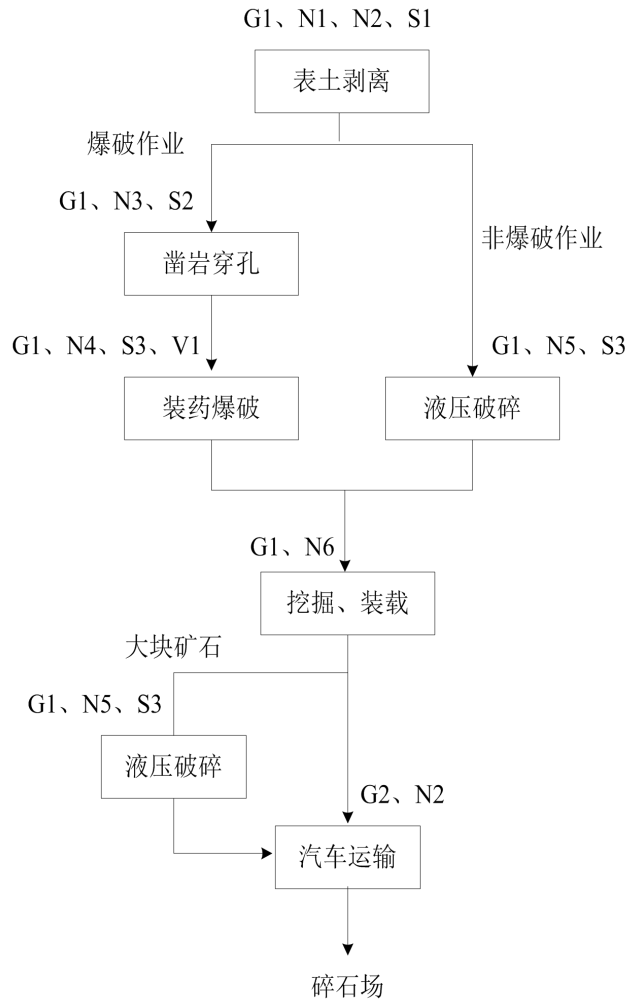 G1、N1、N2、S1
表土剥离
爆破作业
G1、N3、S2
非爆破作业
凿岩穿孔
G1、N4、S3、V1
G1、N5、S3
装药爆破
液压破碎
G1、N6
挖掘、装载
大块矿石
G1、N5、S3
液压破碎
G2、N2
汽车运输
碎石场